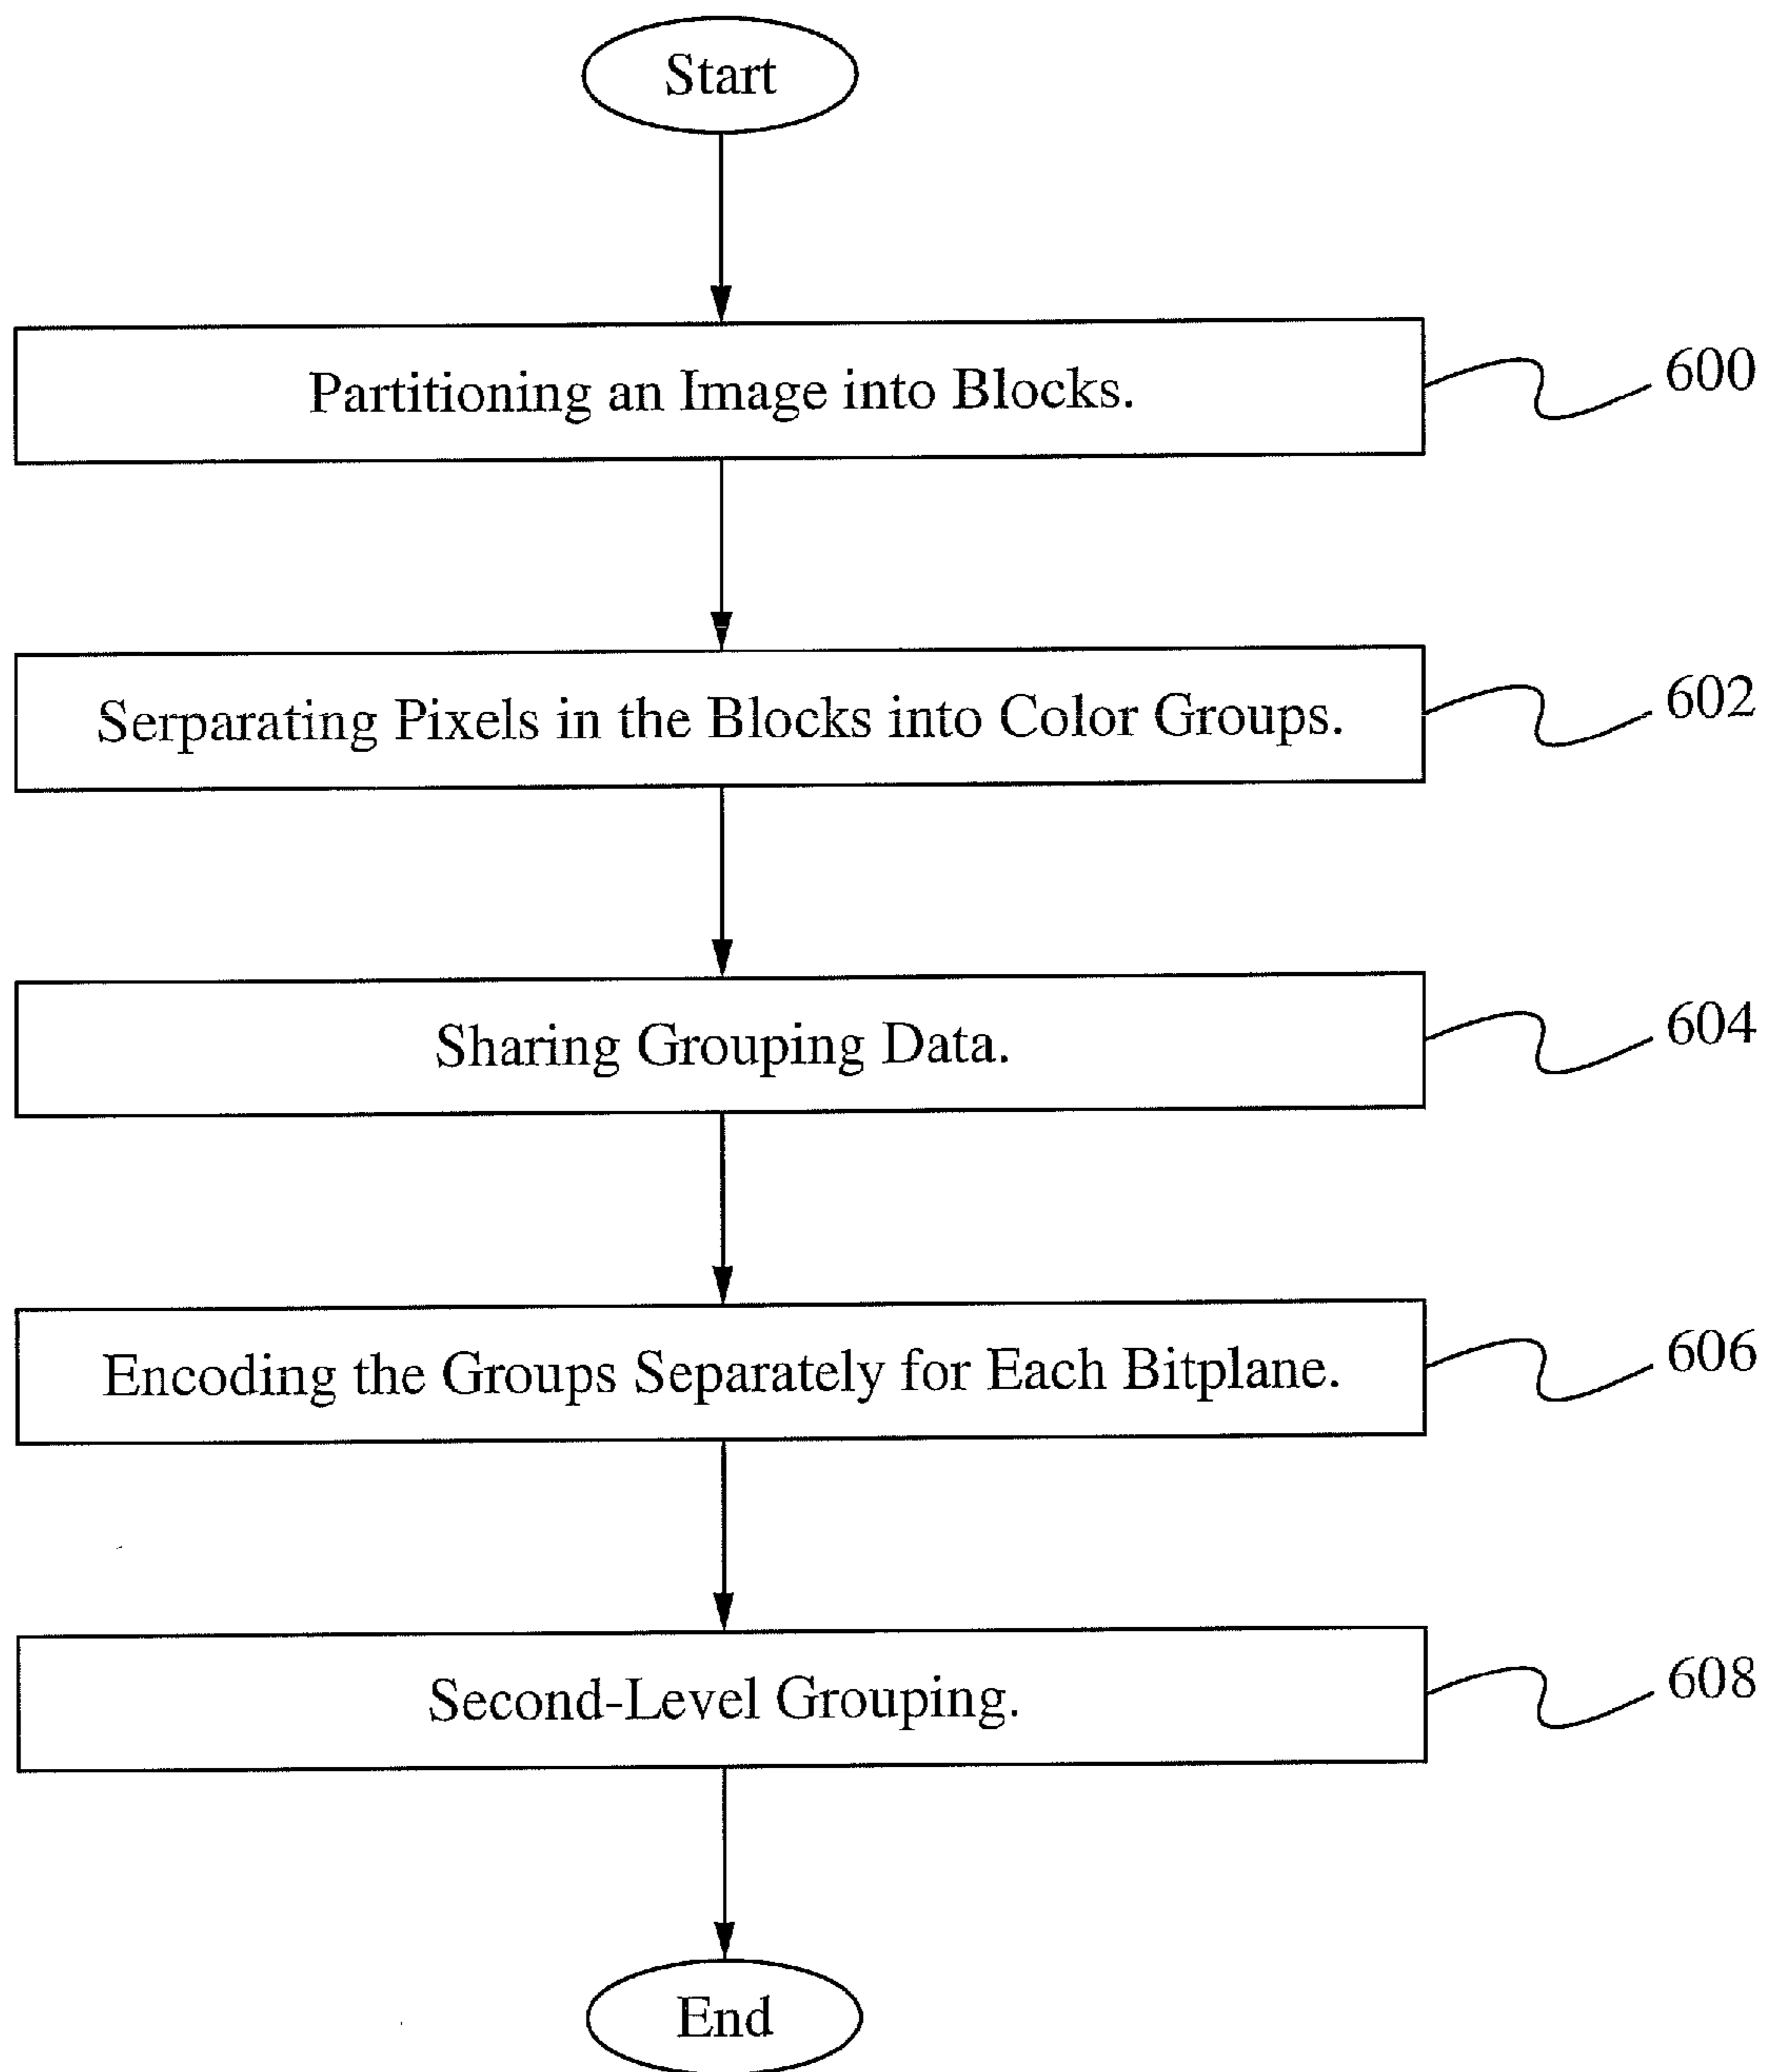 Start
Partitioning an Image into Blocks.
600
Serparating Pixels in the Blocks into Color Groups.
602
Sharing Grouping Data.
604
Encoding the Groups Separately for Each Bitplane.
606
Second-Level Grouping.
608
End